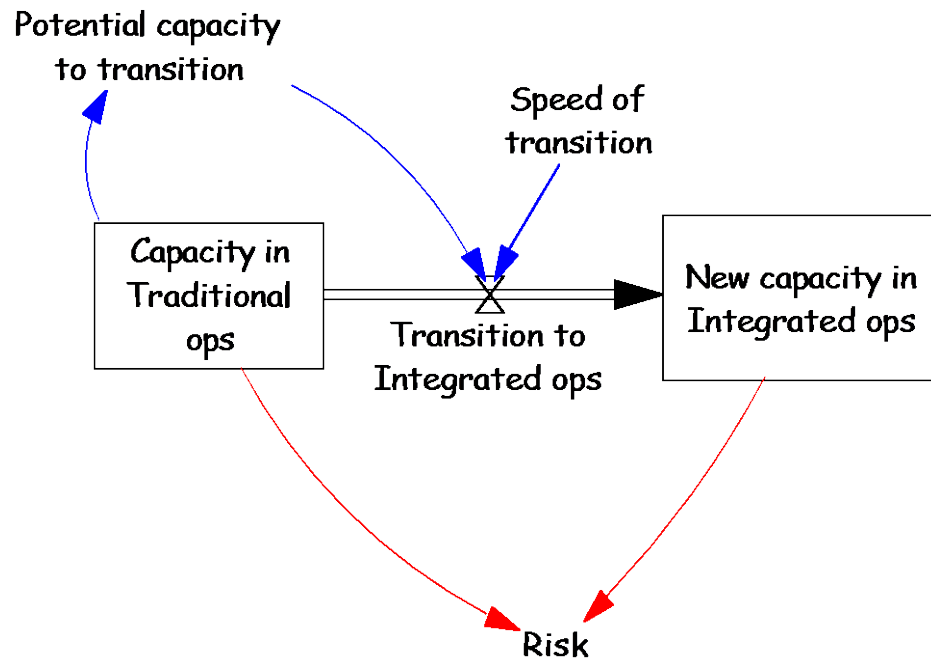 Potential capacity
to transition
Speed of
transition
Capacity in
Traditional
ops
New capacity in
Integrated ops
Transition to
Integrated ops
Risk